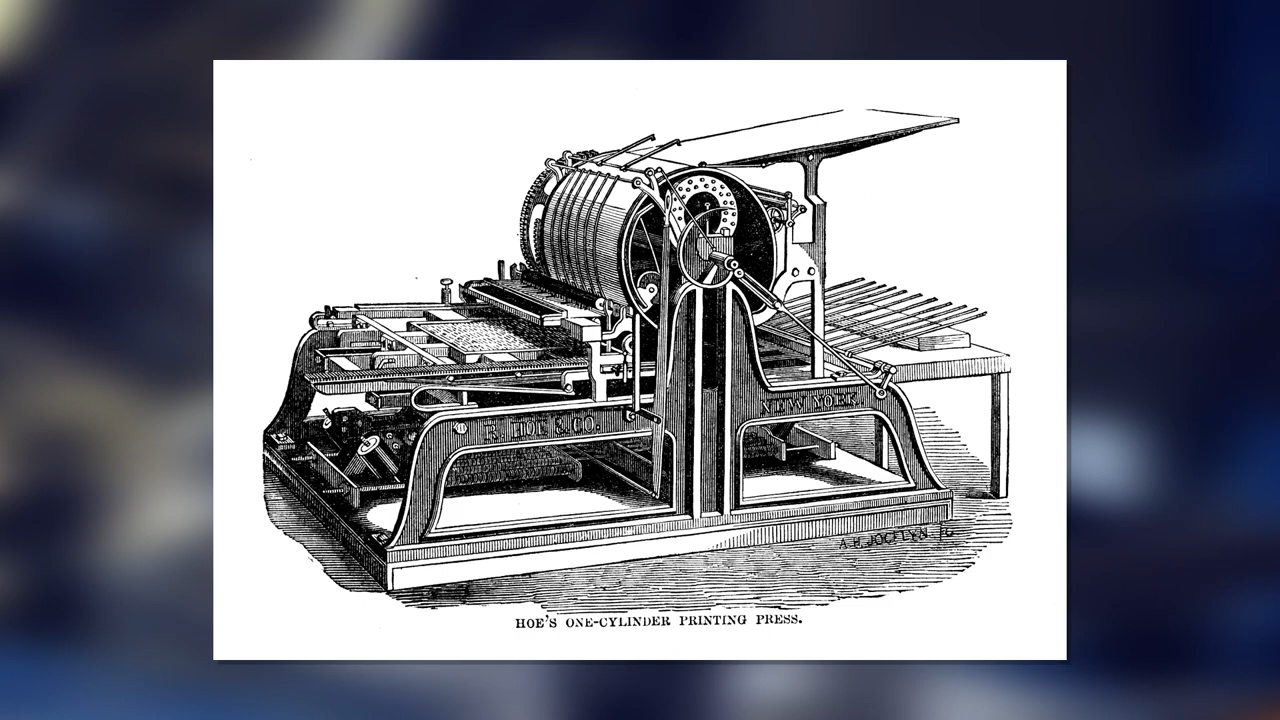 R. HOE & CO.
NEW YORK
A.H. JOCELYN
HOE'S ONE-CYLINDER PRINTING PRESS.